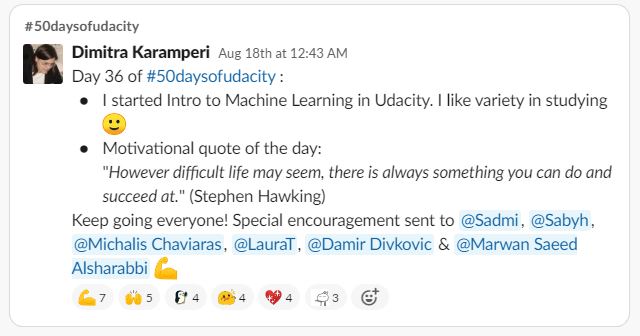 #50daysofudacity
Dimitra Karamperi Aug 18th at 12:43 AM
Day 36 of #50daysofudacity :
• I started Intro to Machine Learning in Udacity. I like variety in studying
🙂
• Motivational quote of the day:
"However difficult life may seem, there is always something you can do and
succeed at." (Stephen Hawking)
Keep going everyone! Special encouragement sent to @Sadmi, @Sabyh,
@Michalis Chaviaras, @LauraT, @Damir Divkovic & @Marwan Saeed
Alsharabbi 💪
7 5 4 4 4 3